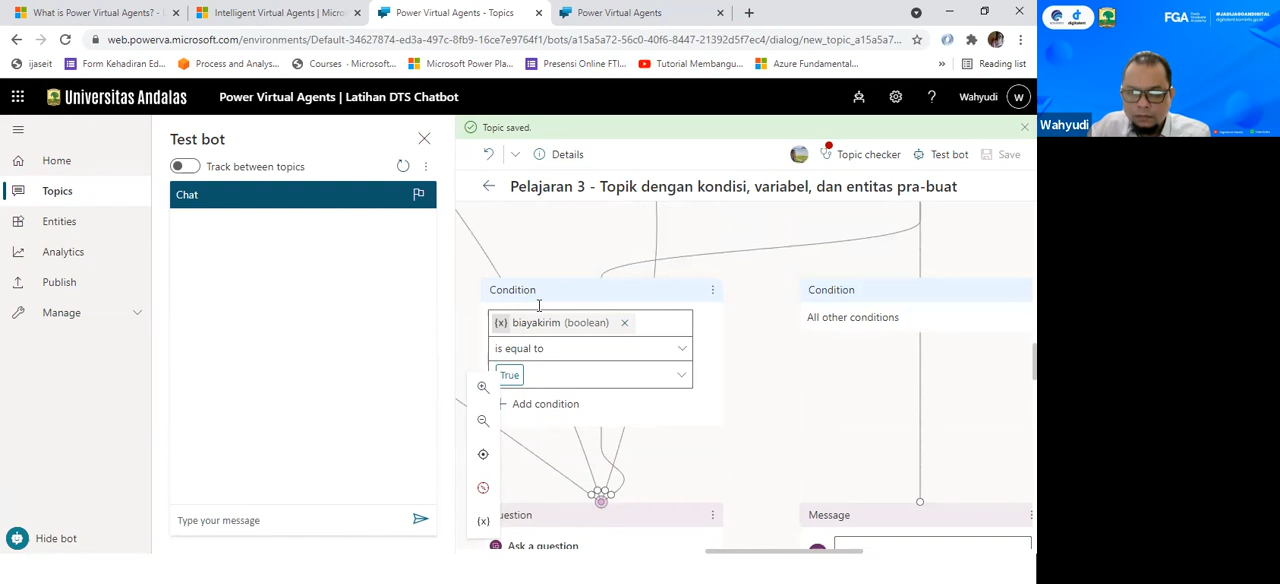 What is Power Virtual Agents? -
Intelligent Virtual Agents | Micro
Power Virtual Agents - Topics
Power Virtual Agents
web.powerva.microsoft.com/environments/Default-34627874-ed3a-497c-8fb9-16ce7e9764f1/bots/a15a5a72-56c0-40f6-8447-21392d5f7ec4/dialog/new_topic_a15a5a7...
ijaseit
Form Kehadiran Ed...
Process and Analys...
Courses · Microsoft...
Microsoft Power Pla...
Presensi Online FTI...
Tutorial Membangu...
Azure Fundamental...
»
Reading list
Universitas Andalas
Power Virtual Agents | Latihan DTS Chatbot
?
Wahyudi
W
Home
Topics
Entities
Analytics
Publish
Manage
Hide bot
Test bot
Track between topics
Chat
Type your message
Topic saved.
Details
Topic checker
Test bot
Save
Pelajaran 3 - Topik dengan kondisi, variabel, dan entitas pra-buat
Condition
{x} biayakirim (boolean)
is equal to
True
Add condition
Condition
All other conditions
{x}
uestion
Ask a question
Message
digitalent
FGA
#JADIJAGOANDIGITAL
Wahyudi